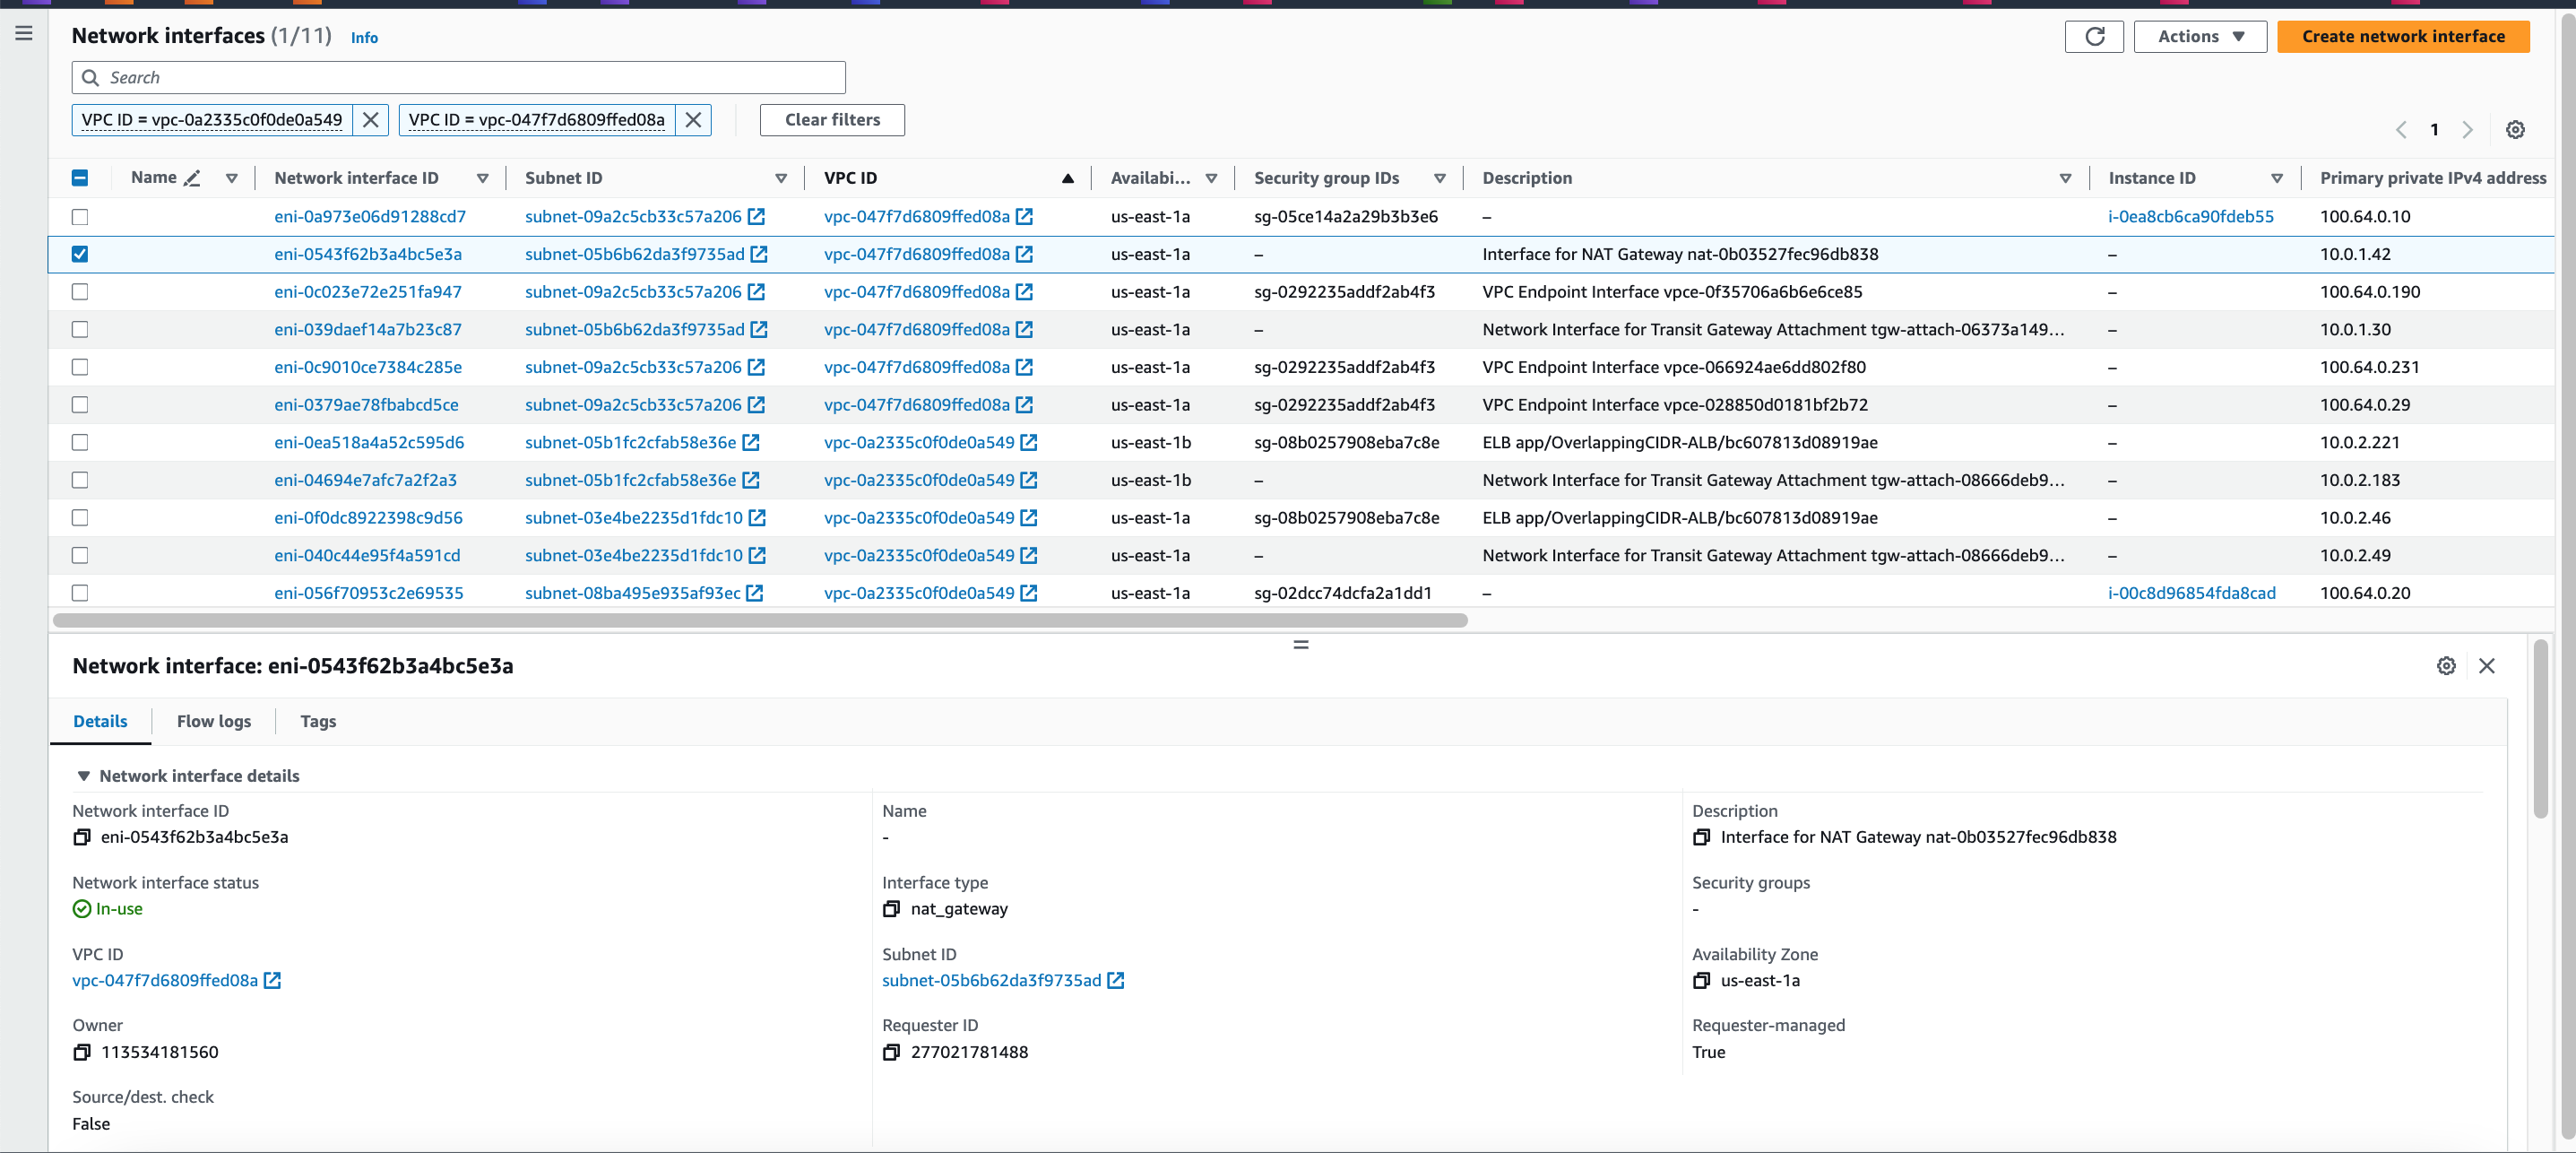 Network interfaces (1/11) Info
Actions
Create network interface
Search
VPC ID = vpc-0a2335c0f0de0a549
VPC ID = vpc-047f7d6809ffed08a
Clear filters
1
Name Network interface ID Subnet ID VPC ID Availabi... Security group IDs Description Instance ID Primary private IPv4 address
eni-0a973e06d91288cd7 subnet-09a2c5cb33c57a206 vpc-047f7d6809ffed08a us-east-1a sg-05ce14a2a29b3b3e6 – i-0ea8cb6ca90fdeb55 100.64.0.10
eni-0543f62b3a4bc5e3a subnet-05b6b62da3f9735ad vpc-047f7d6809ffed08a us-east-1a – Interface for NAT Gateway nat-0b03527fec96db838 – 10.0.1.42
eni-0c023e72e251fa947 subnet-09a2c5cb33c57a206 vpc-047f7d6809ffed08a us-east-1a sg-0292235addf2ab4f3 VPC Endpoint Interface vpce-0f35706a6b6e6ce85 – 100.64.0.190
eni-039daef14a7b23c87 subnet-05b6b62da3f9735ad vpc-047f7d6809ffed08a us-east-1a – Network Interface for Transit Gateway Attachment tgw-attach-06373a149... – 10.0.1.30
eni-0c9010ce7384c285e subnet-09a2c5cb33c57a206 vpc-047f7d6809ffed08a us-east-1a sg-0292235addf2ab4f3 VPC Endpoint Interface vpce-066924ae6dd802f80 – 100.64.0.231
eni-0379ae78fbabcd5ce subnet-09a2c5cb33c57a206 vpc-047f7d6809ffed08a us-east-1a sg-0292235addf2ab4f3 VPC Endpoint Interface vpce-028850d0181bf2b72 – 100.64.0.29
eni-0ea518a4a52c595d6 subnet-05b1fc2cfab58e36e vpc-0a2335c0f0de0a549 us-east-1b sg-08b0257908eba7c8e ELB app/OverlappingCIDR-ALB/bc607813d08919ae – 10.0.2.221
eni-04694e7afc7a2f2a3 subnet-05b1fc2cfab58e36e vpc-0a2335c0f0de0a549 us-east-1b – Network Interface for Transit Gateway Attachment tgw-attach-08666deb9... – 10.0.2.183
eni-0f0dc8922398c9d56 subnet-03e4be2235d1fdc10 vpc-0a2335c0f0de0a549 us-east-1a sg-08b0257908eba7c8e ELB app/OverlappingCIDR-ALB/bc607813d08919ae – 10.0.2.46
eni-040c44e95f4a591cd subnet-03e4be2235d1fdc10 vpc-0a2335c0f0de0a549 us-east-1a – Network Interface for Transit Gateway Attachment tgw-attach-08666deb9... – 10.0.2.49
eni-056f70953c2e69535 subnet-08ba495e935af93ec vpc-0a2335c0f0de0a549 us-east-1a sg-02dcc74dcfa2a1dd1 – i-00c8d96854fda8cad 100.64.0.20
Network interface: eni-0543f62b3a4bc5e3a
Details Flow logs Tags
Network interface details
Network interface ID
eni-0543f62b3a4bc5e3a
Name
-
Description
Interface for NAT Gateway nat-0b03527fec96db838
Network interface status
In-use
Interface type
nat_gateway
Security groups
-
VPC ID
vpc-047f7d6809ffed08a
Subnet ID
subnet-05b6b62da3f9735ad
Availability Zone
us-east-1a
Owner
113534181560
Requester ID
277021781488
Requester-managed
True
Source/dest. check
False